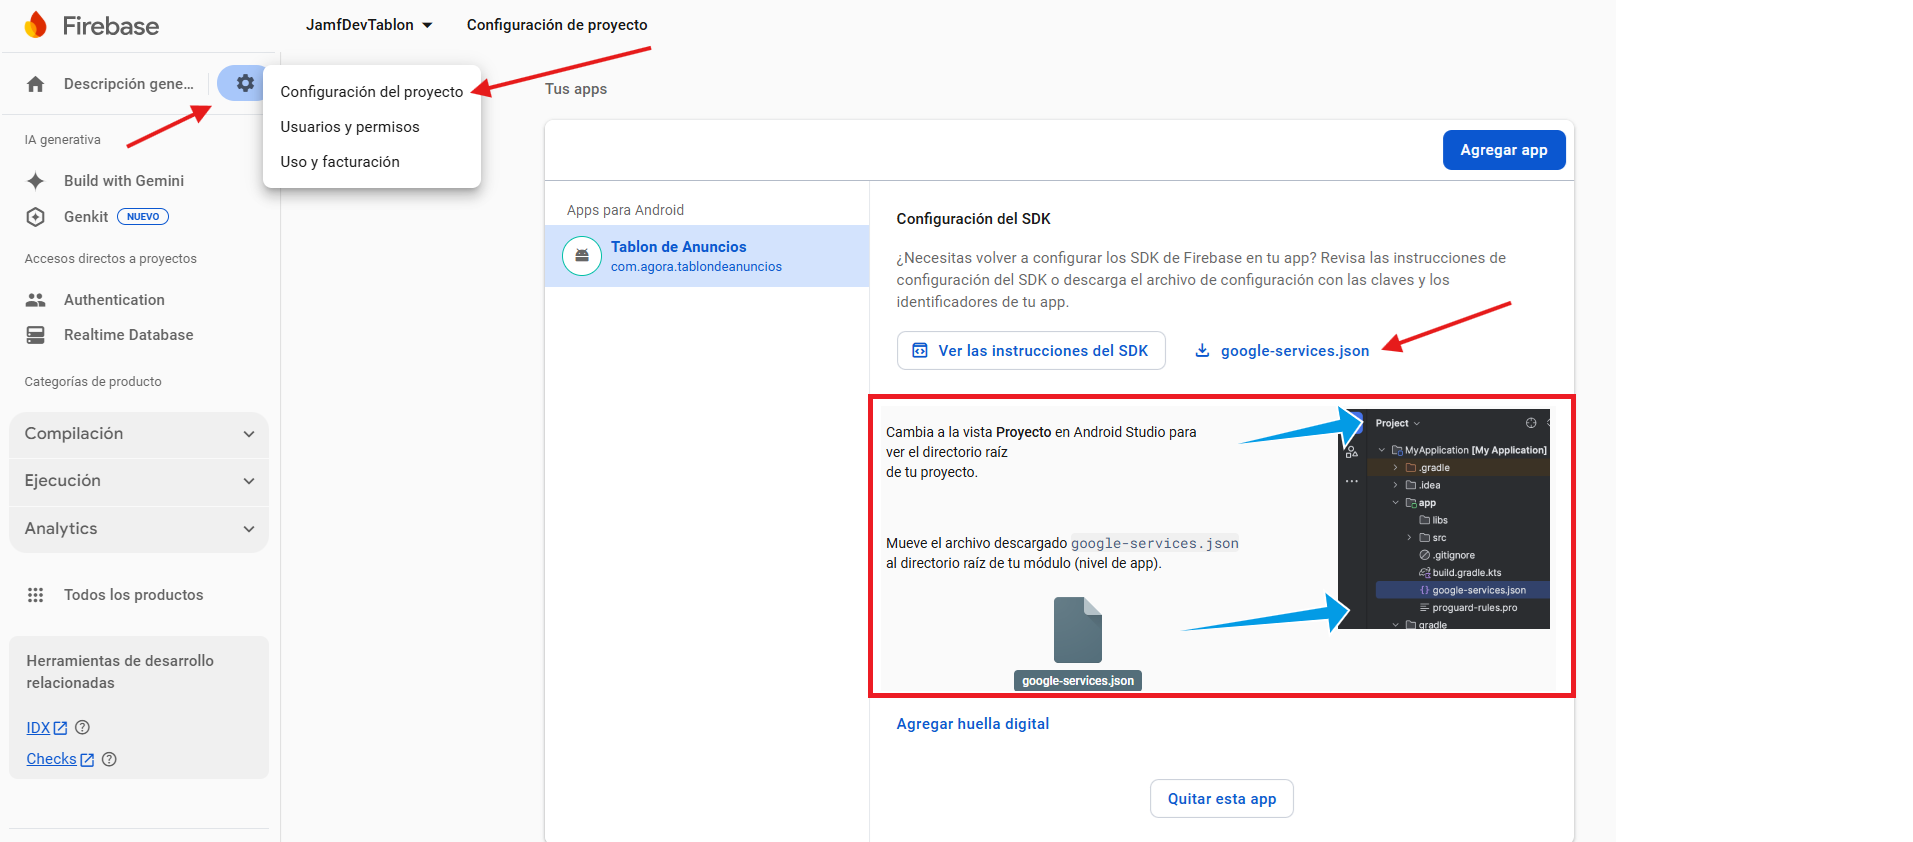 Firebase
JamfDevTablon
Configuración de proyecto
Descripción gene...
Configuración del proyecto
Usuarios y permisos
Uso y facturación
IA generativa
Build with Gemini
Genkit
NUEVO
Accesos directos a proyectos
Authentication
Realtime Database
Categorías de producto
Compilación
Ejecución
Analytics
Todos los productos
Herramientas de desarrollo
relacionadas
IDX
Checks
Tus apps
Agregar app
Apps para Android
Tablon de Anuncios
com.agora.tablondeanuncios
Configuración del SDK
¿Necesitas volver a configurar los SDK de Firebase en tu app? Revisa las instrucciones de
configuración del SDK o descarga el archivo de configuración con las claves y los
identificadores de tu app.
Ver las instrucciones del SDK
google-services.json
Cambia a la vista Proyecto en Android Studio para
ver el directorio raíz
de tu proyecto.
Mueve el archivo descargado google-services.json
al directorio raíz de tu módulo (nivel de app).
google-services.json
Project
MyApplication [My Application]
.gradle
.idea
app
libs
src
.gitignore
build.gradle.kts
google-services.json
proguard-rules.pro
gradle
Agregar huella digital
Quitar esta app